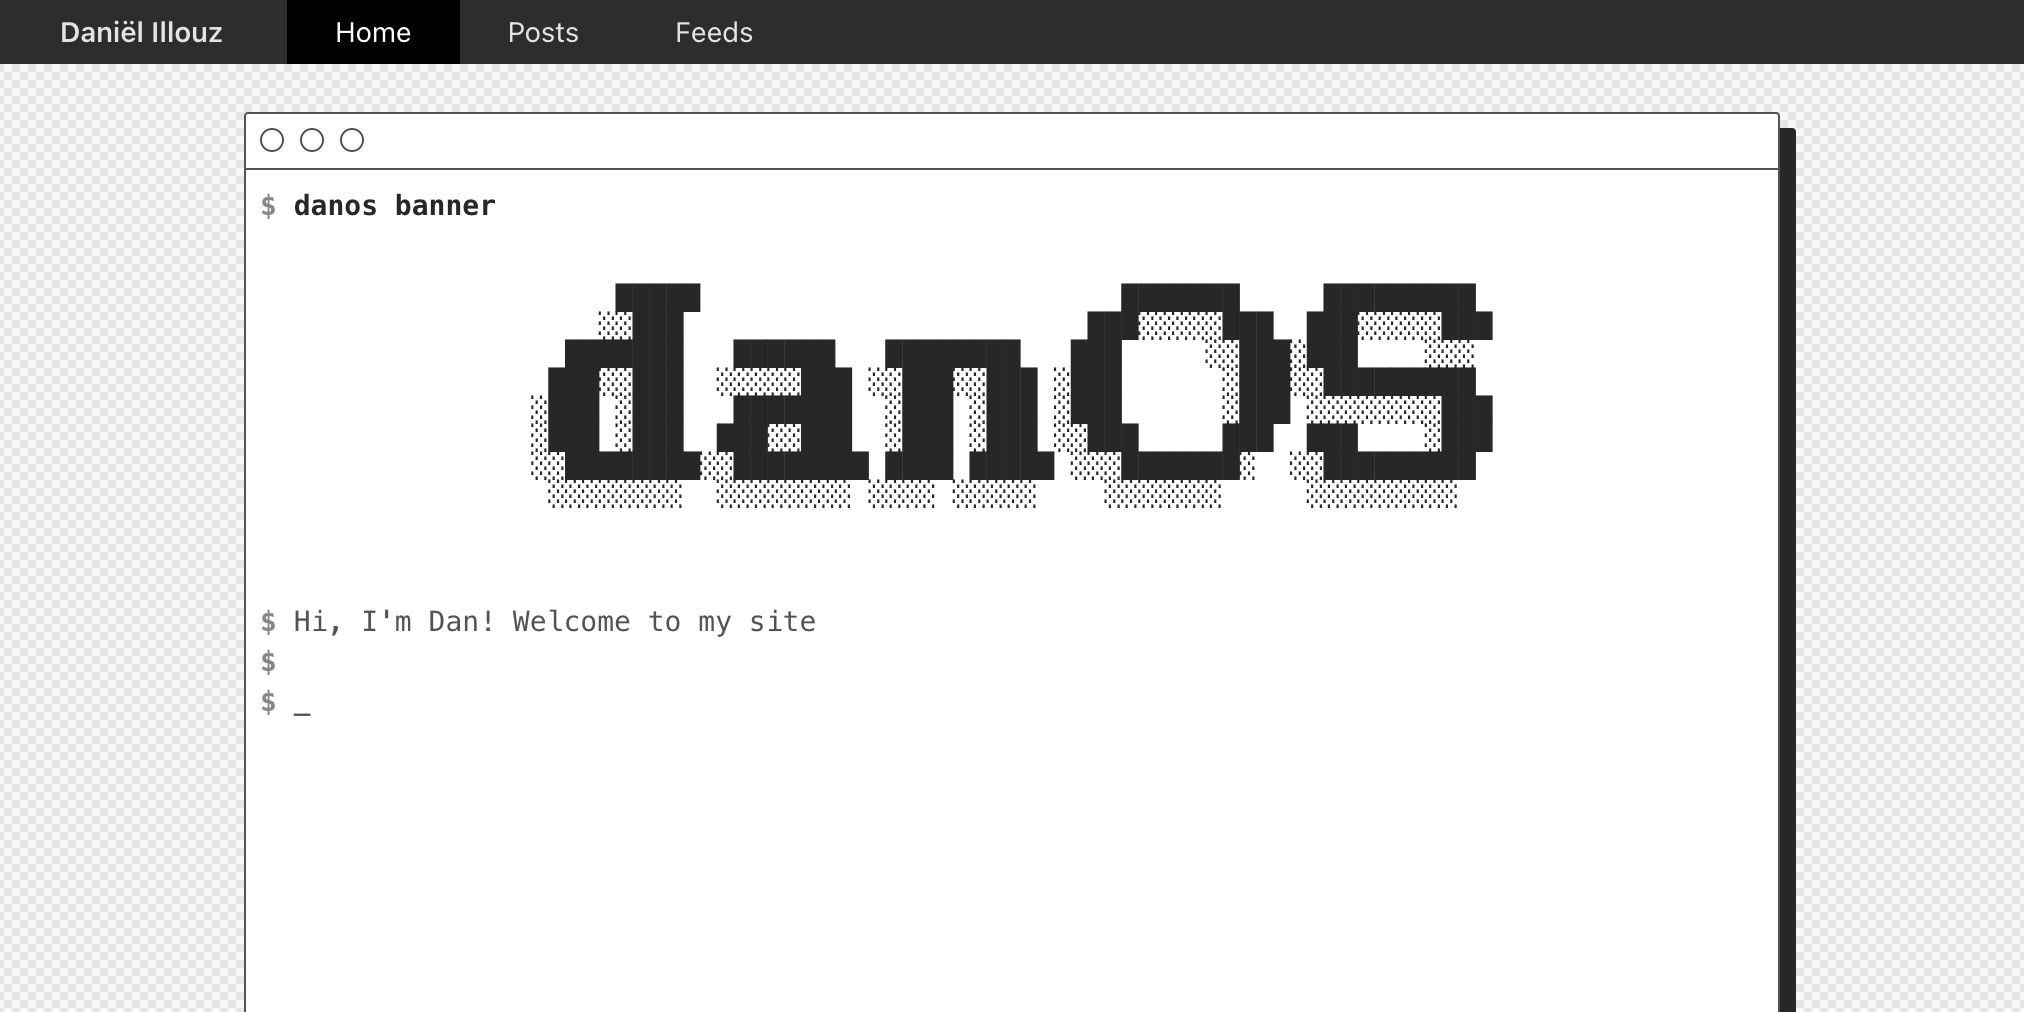 Daniël Illouz Home Posts Feeds
$ danos banner
danOS
$ Hi, I'm Dan! Welcome to my site
$
$ _